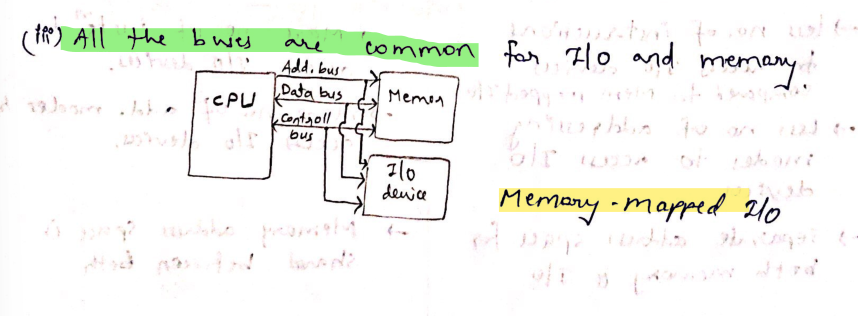 (iii) All the buses are common for I/O and memory.
Add. bus
CPU
Data bus
Memory
Controll
bus
I/O
device
Memory-mapped I/O